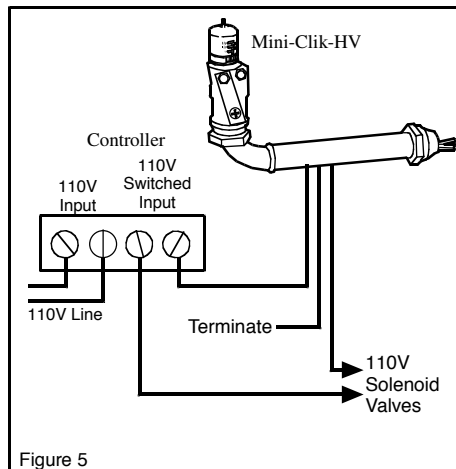 Mini-Clik-HV
Controller
110V
Input
110V
Switched
Input
110V Line
Terminate
110V
Solenoid
Valves
Figure 5